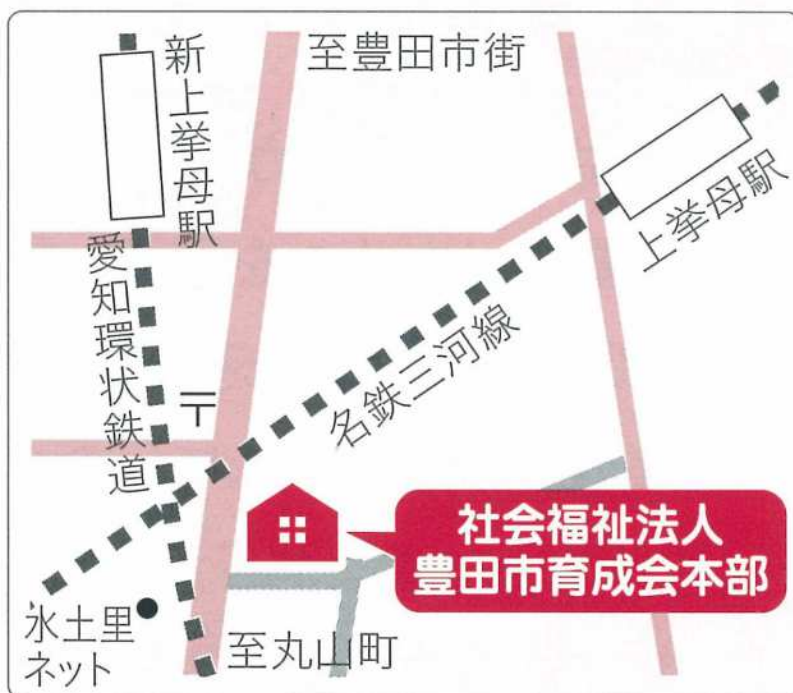 至豊田市街
新上挙母駅
上挙母駅
愛知環状鉄道
名鉄三河線
〒
社会福祉法人
豊田市育成会本部
水土里
ネット
至丸山町